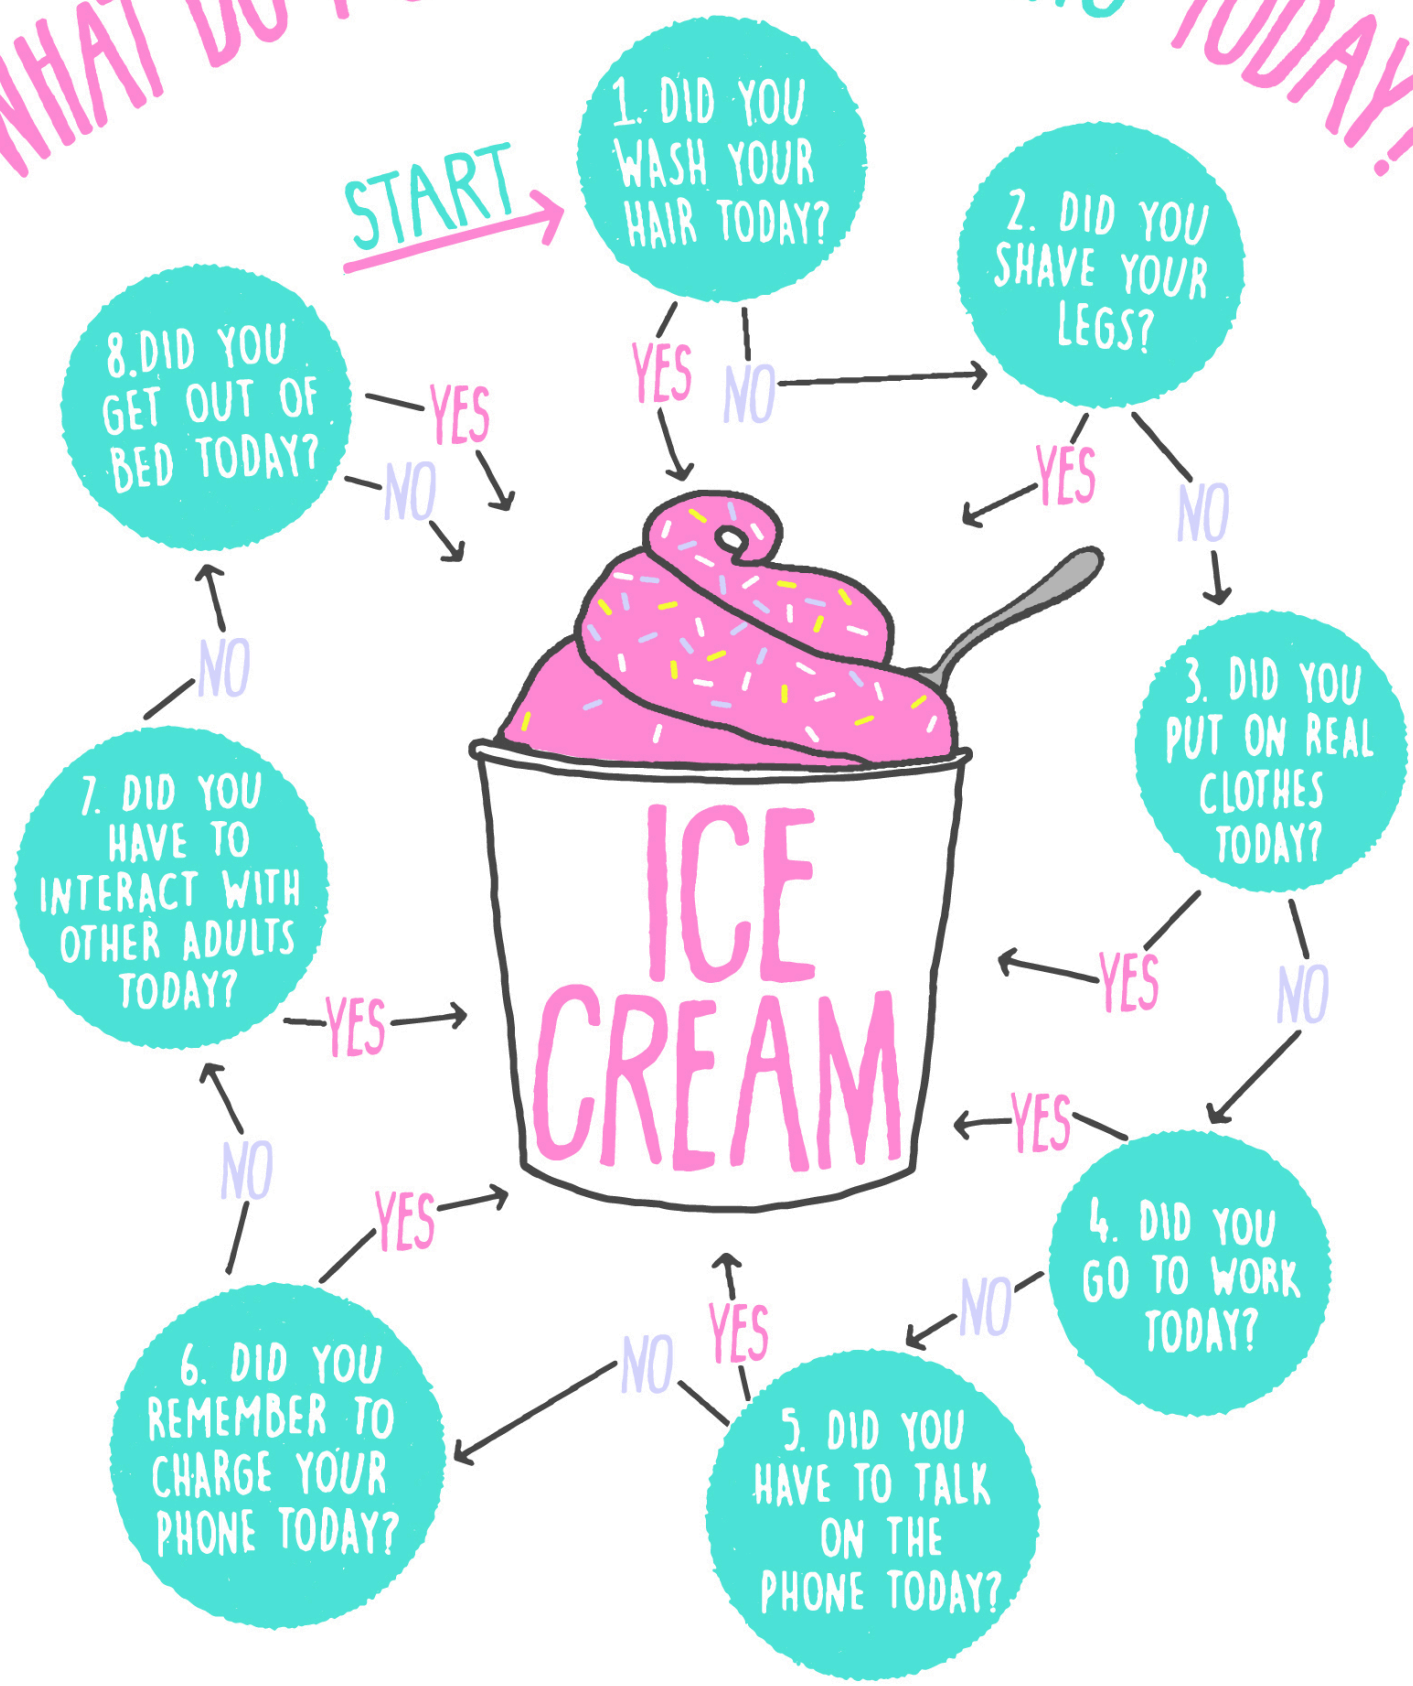 WHAT DO
TODAY?
START
1. DID YOU
WASH YOUR
HAIR TODAY?
YES
NO
2. DID YOU
SHAVE YOUR
LEGS?
YES
NO
3. DID YOU
PUT ON REAL
CLOTHES
TODAY?
YES
NO
4. DID YOU
GO TO WORK
TODAY?
YES
NO
5. DID YOU
HAVE TO TALK
ON THE
PHONE TODAY?
YES
NO
6. DID YOU
REMEMBER TO
CHARGE YOUR
PHONE TODAY?
YES
NO
7. DID YOU
HAVE TO
INTERACT WITH
OTHER ADULTS
TODAY?
YES
NO
8.DID YOU
GET OUT OF
BED TODAY?
YES
NO
ICE
CREAM